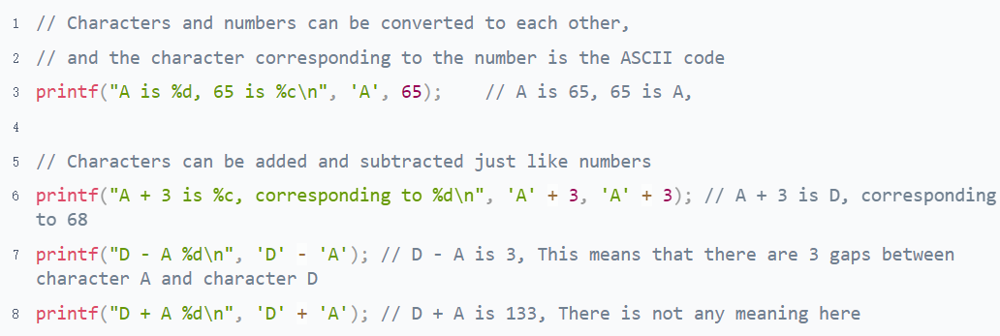 1 // Characters and numbers can be converted to each other,
2 // and the character corresponding to the number is the ASCII code
3 printf("A is %d, 65 is %c\n", 'A', 65);    // A is 65, 65 is A,
4
5 // Characters can be added and subtracted just like numbers
6 printf("A + 3 is %c, corresponding to %d\n", 'A' + 3, 'A' + 3); // A + 3 is D, corresponding
to 68
7 printf("D - A %d\n", 'D' - 'A'); // D - A is 3, This means that there are 3 gaps between
character A and character D
8 printf("D + A %d\n", 'D' + 'A'); // D + A is 133, There is not any meaning here